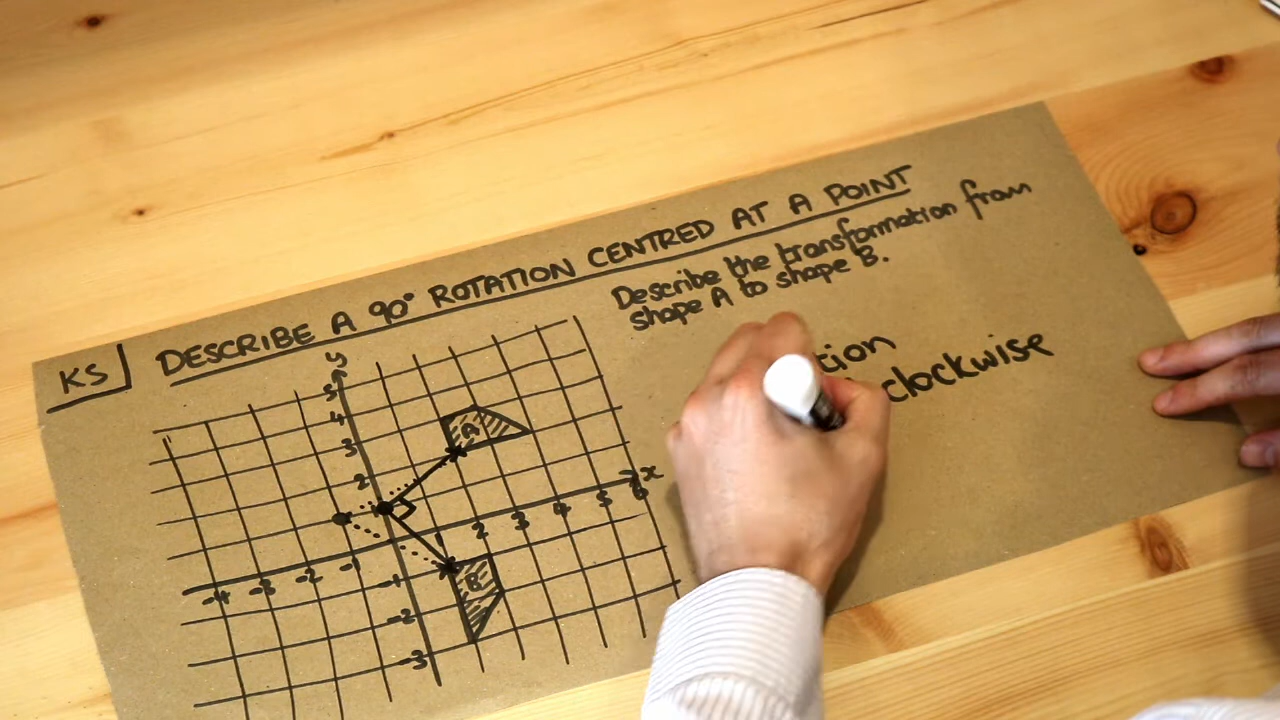 KS
DESCRIBE A 90° ROTATION CENTRED AT A POINT
Describe the transformation from
shape A to shape B.
tion
clockwise
y
5
4
3
2
A
x
-4 -3 -2 -1 1 2 3 4 5 6
-1
B
-2
-3